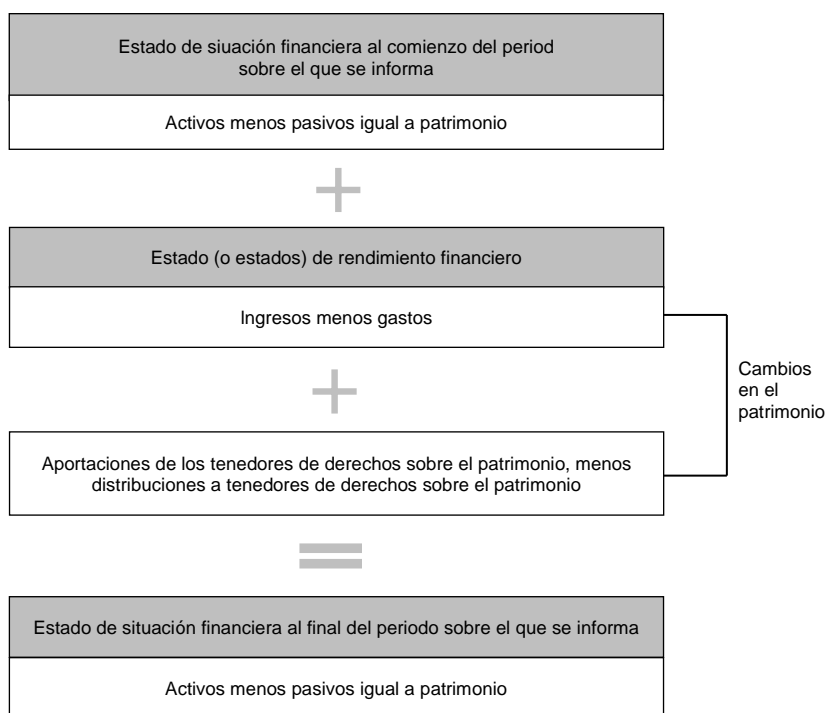 Estado de siuación financiera al comienzo del period
sobre el que se informa
Activos menos pasivos igual a patrimonio
+
Estado (o estados) de rendimiento financiero
Ingresos menos gastos
+
Cambios
en el
patrimonio
Aportaciones de los tenedores de derechos sobre el patrimonio, menos
distribuciones a tenedores de derechos sobre el patrimonio
=
Estado de situación financiera al final del periodo sobre el que se informa
Activos menos pasivos igual a patrimonio